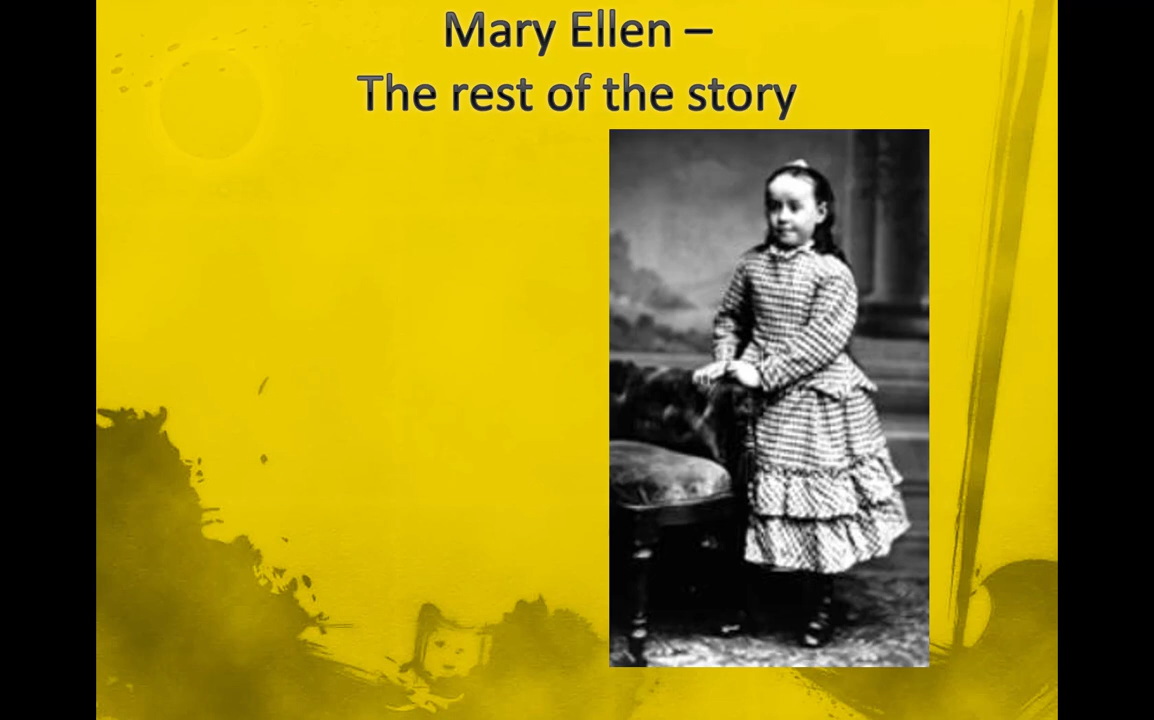 Mary Ellen –
The rest of the story